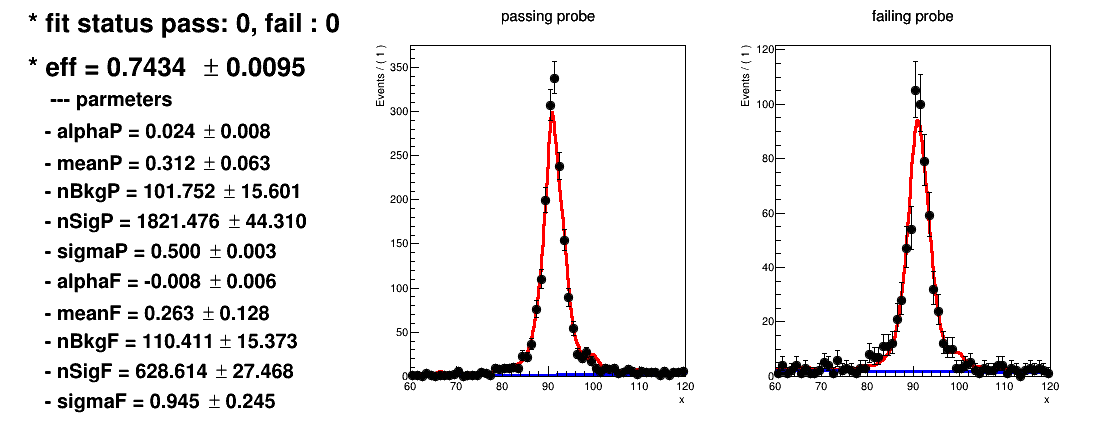 * fit status pass: 0, fail : 0
* eff = 0.7434 ± 0.0095
--- parmeters
- alphaP = 0.024 ± 0.008
- meanP = 0.312 ± 0.063
- nBkgP = 101.752 ± 15.601
- nSigP = 1821.476 ± 44.310
- sigmaP = 0.500 ± 0.003
- alphaF = -0.008 ± 0.006
- meanF = 0.263 ± 0.128
- nBkgF = 110.411 ± 15.373
- nSigF = 628.614 ± 27.468
- sigmaF = 0.945 ± 0.245
passing probe
Events / ( 1 )
350
300
250
200
150
100
50
0
60 70 80 90 100 110 120
x
failing probe
Events / ( 1 )
120
100
80
60
40
20
0
60 70 80 90 100 110 120
x